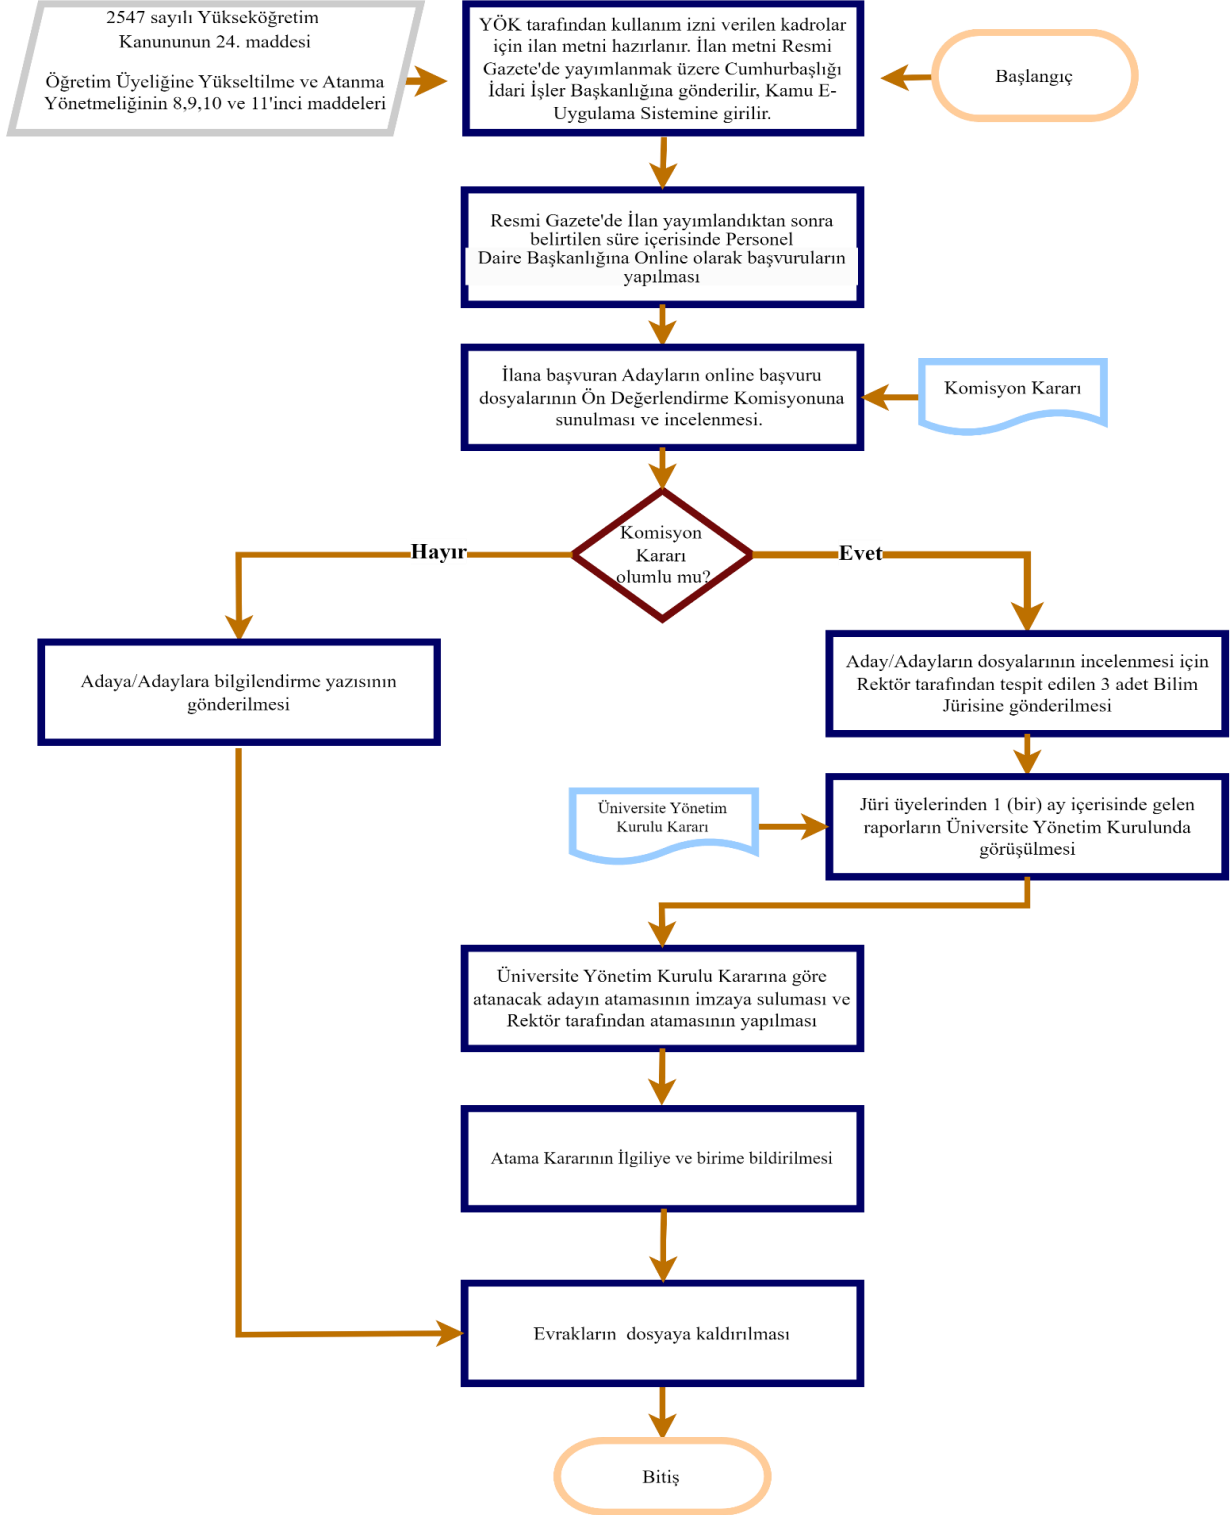 2547 sayılı Yükseköğretim
Kanununun 24. maddesi
Öğretim Üyeliğine Yükseltilme ve Atanma
Yönetmeliğinin 8,9,10 ve 11'inci maddeleri
YÖK tarafından kullanım izni verilen kadrolar
için ilan metni hazırlanır. İlan metni Resmi
Gazete'de yayımlanmak üzere Cumhurbaşlığı
İdari İşler Başkanlığına gönderilir, Kamu E-
Uygulama Sistemine girilir.
Başlangıç
Resmi Gazete'de İlan yayımlandıktan sonra
belirtilen süre içerisinde Personel
Daire Başkanlığına Online olarak başvuruların
yapılması
İlana başvuran Adayların online başvuru
dosyalarının Ön Değerlendirme Komisyonuna
sunulması ve incelenmesi.
Komisyon Kararı
Komisyon
Kararı
olumlu mu?
Hayır
Evet
Adaya/Adaylara bilgilendirme yazısının
gönderilmesi
Aday/Adayların dosyalarının incelenmesi için
Rektör tarafından tespit edilen 3 adet Bilim
Jürisine gönderilmesi
Üniversite Yönetim
Kurulu Kararı
Jüri üyelerinden 1 (bir) ay içerisinde gelen
raporların Üniversite Yönetim Kurulunda
görüşülmesi
Üniversite Yönetim Kurulu Kararına göre
atanacak adayın atamasının imzaya suluması ve
Rektör tarafından atamasının yapılması
Atama Kararının İlgiliye ve birime bildirilmesi
Evrakların dosyaya kaldırılması
Bitiş